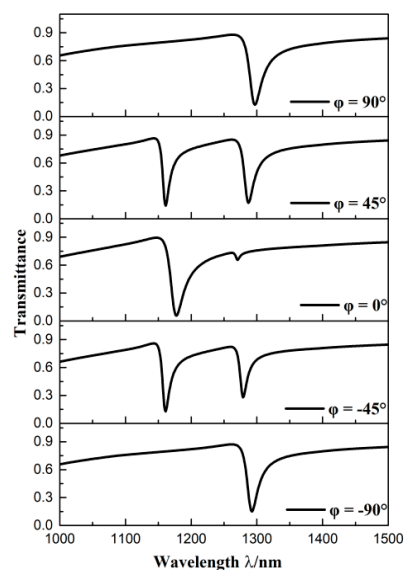 0.9
0.6
0.3
0.0
φ = 90°
0.9
0.6
0.3
0.0
φ = 45°
Transmittance
0.9
0.6
0.3
0.0
φ = 0°
0.9
0.6
0.3
0.0
φ = -45°
0.9
0.6
0.3
0.0
φ = -90°
1000 1100 1200 1300 1400 1500
Wavelength λ/nm